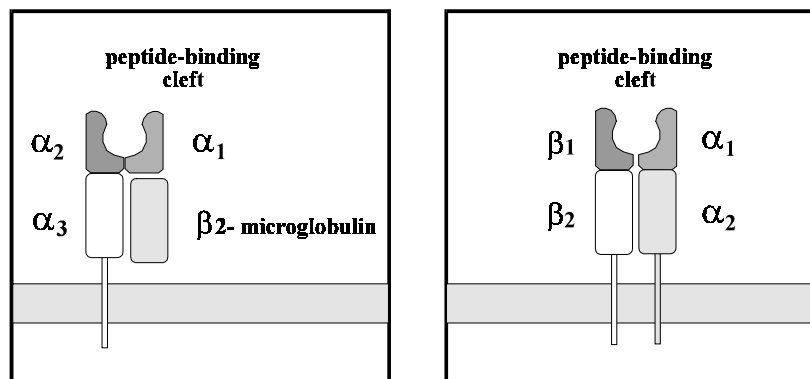 peptide-binding
cleft
α2 α1
α3 β2- microglobulin
peptide-binding
cleft
β1 α1
β2 α2